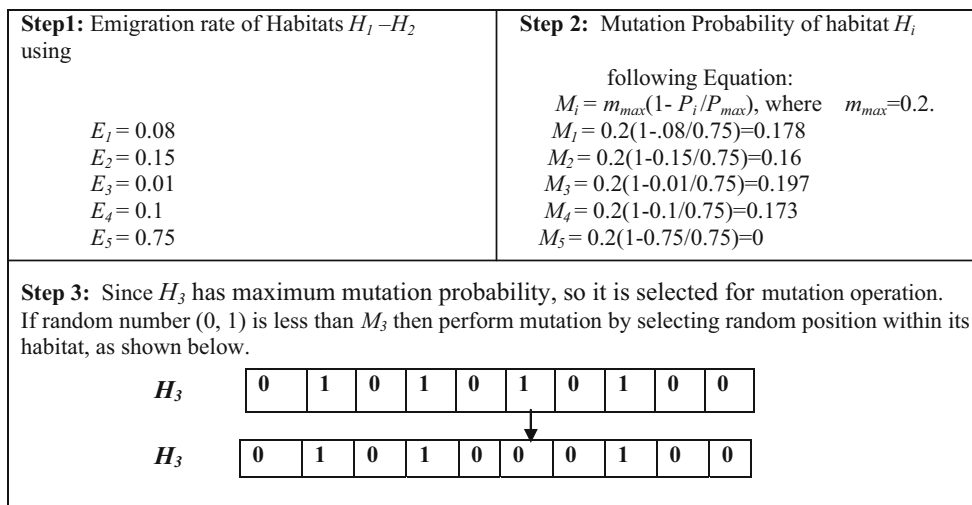 Step1: Emigration rate of Habitats H1 –H2
using
E1 = 0.08
E2 = 0.15
E3 = 0.01
E4 = 0.1
E5 = 0.75
Step 2: Mutation Probability of habitat Hi
following Equation:
Mi = mmax(1- Pi/Pmax), where mmax=0.2.
M1 = 0.2(1-.08/0.75)=0.178
M2 = 0.2(1-0.15/0.75)=0.16
M3 = 0.2(1-0.01/0.75)=0.197
M4 = 0.2(1-0.1/0.75)=0.173
M5 = 0.2(1-0.75/0.75)=0
Step 3: Since H3 has maximum mutation probability, so it is selected for mutation operation.
If random number (0, 1) is less than M3 then perform mutation by selecting random position within its
habitat, as shown below.
H3 0 1 0 1 0 1 0 1 0 0
H3 0 1 0 1 0 0 0 1 0 0